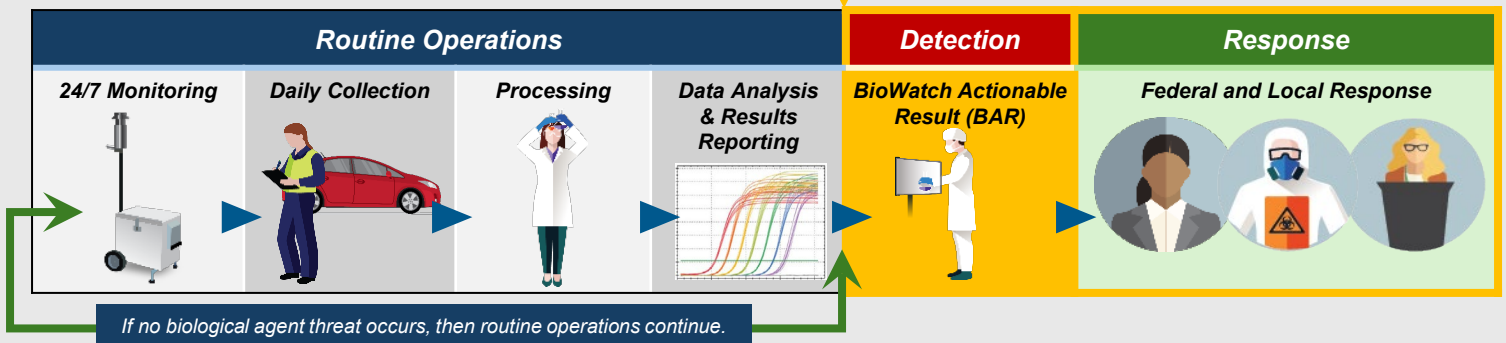 Routine Operations
Detection
Response
24/7 Monitoring
Daily Collection
Processing
Data Analysis
& Results
Reporting
BioWatch Actionable
Result (BAR)
Federal and Local Response
If no biological agent threat occurs, then routine operations continue.